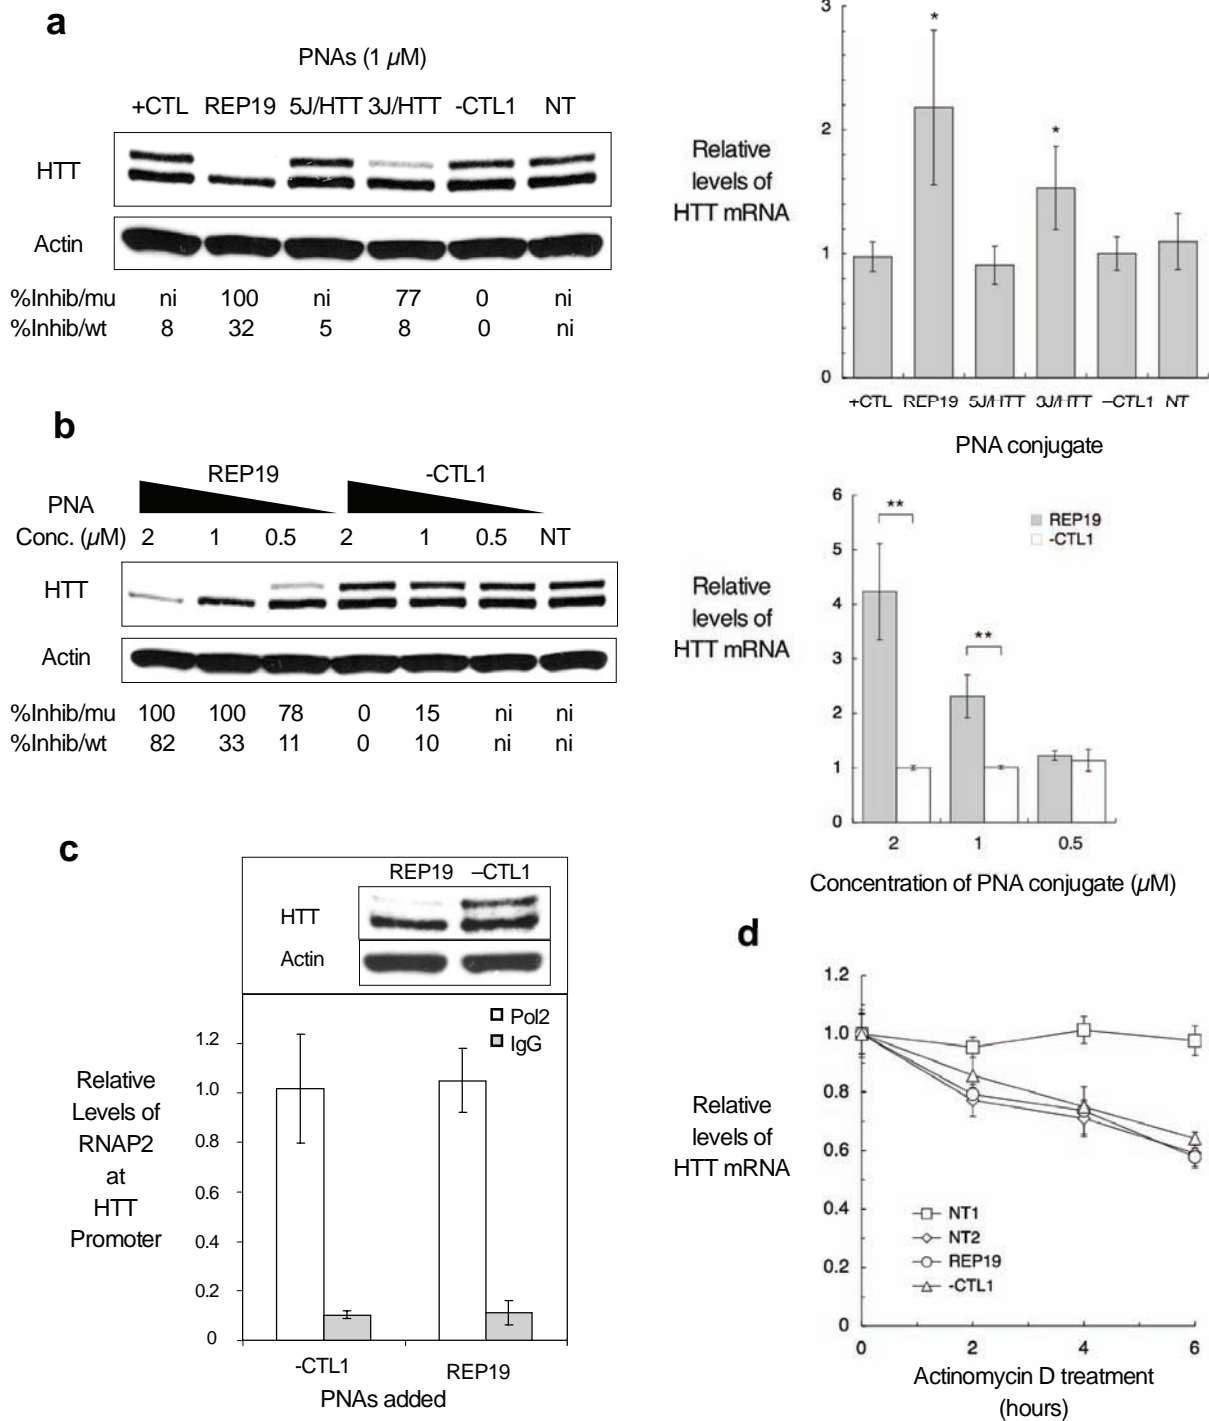 a
PNAs (1 µM)
+CTL REP19 5J/HTT 3J/HTT -CTL1 NT
HTT
Actin
%Inhib/mu ni 100 ni 77 0 ni
%Inhib/wt 8 32 5 8 0 ni
3
2
1
0
* *
Relative
levels of
HTT mRNA
+CTL REP19 5J/HTT 3J/HTT –CTL1 NT
PNA conjugate
b
REP19 -CTL1
PNA
Conc. (µM) 2 1 0.5 2 1 0.5 NT
HTT
Actin
%Inhib/mu 100 100 78 0 15 ni ni
%Inhib/wt 82 33 11 0 10 ni ni
6
5
4
3
2
1
0
** **
REP19
-CTL1
Relative
levels of
HTT mRNA
2 1 0.5
Concentration of PNA conjugate (µM)
c
REP19 –CTL1
HTT
Actin
Pol2
IgG
1.2
1.0
0.8
0.6
0.4
0.2
0
Relative
Levels of
RNAP2
at
HTT
Promoter
-CTL1 REP19
PNAs added
d
1.2
1.0
0.8
0.6
0.4
0.2
0
Relative
levels of
HTT mRNA
NT1
NT2
REP19
-CTL1
0 2 4 6
Actinomycin D treatment
(hours)